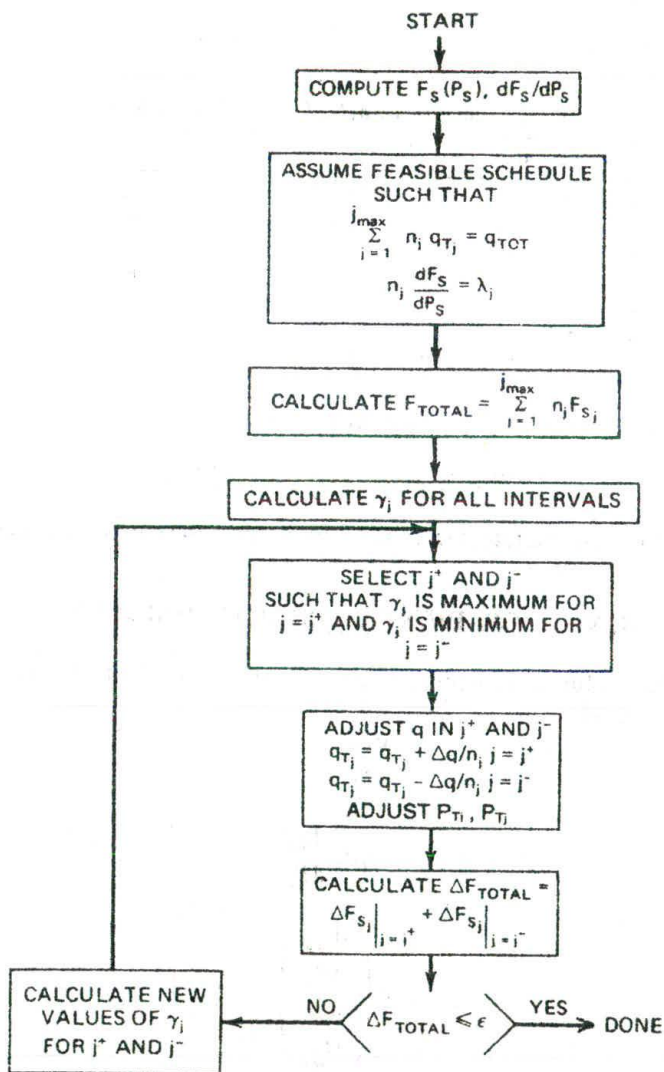 START
COMPUTE F_S(P_S), dF_S/dP_S
ASSUME FEASIBLE SCHEDULE
SUCH THAT
j_max
Σ n_j q_Tj = q_TOT
j = 1
n_j dF_S/dP_S = λ_j
CALCULATE F_TOTAL = j_max Σ j = 1 n_j F_Sj
CALCULATE γ_j FOR ALL INTERVALS
SELECT j⁺ AND j⁻
SUCH THAT γ_j IS MAXIMUM FOR
j = j⁺ AND γ_j IS MINIMUM FOR
j = j⁻
ADJUST q IN j⁺ AND j⁻
q_Tj = q_Tj + Δq/n_j j = j⁺
q_Tj = q_Tj - Δq/n_j j = j⁻
ADJUST P_Tj, P_Tj
CALCULATE ΔF_TOTAL =
ΔF_Sj|_j=j⁺ + ΔF_Sj|_j=j⁻
ΔF_TOTAL ≤ ε
NO
YES
DONE
CALCULATE NEW
VALUES OF γ_j
FOR j⁺ AND j⁻